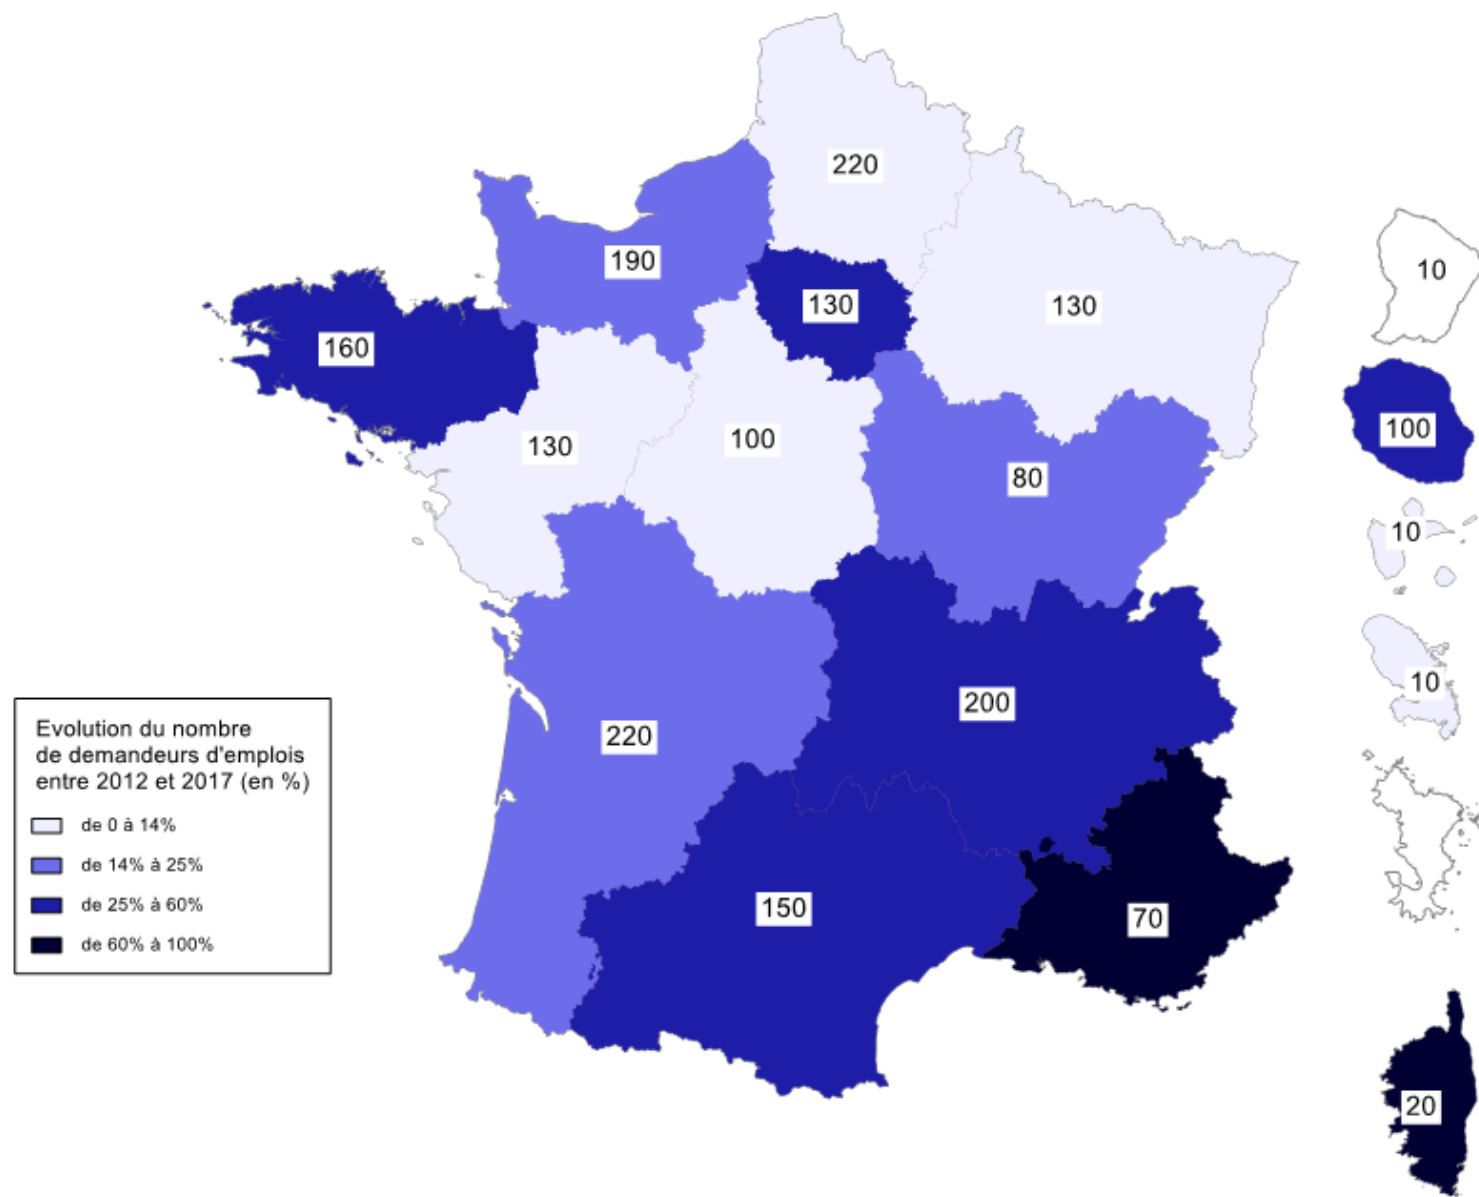 220
190
130
130
10
160
100
130
100
80
10
10
200
220
Evolution du nombre
de demandeurs d'emplois
entre 2012 et 2017 (en %)
de 0 à 14%
de 14% à 25%
de 25% à 60%
de 60% à 100%
150
70
20